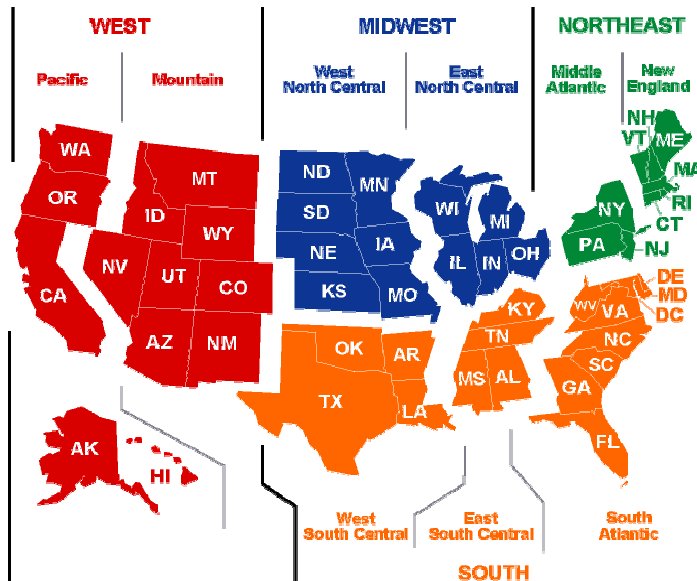 WEST
MIDWEST
NORTHEAST
Pacific
Mountain
West
North Central
East
North Central
Middle
Atlantic
New
England
WA
OR
CA
MT
ID
WY
NV
UT
CO
AZ
NM
AK
HI
ND
SD
NE
KS
MN
IA
MO
WI
MI
IL
IN
OH
NH
VT
ME
MA
RI
CT
NY
PA
NJ
OK
TX
AR
LA
KY
TN
MS
AL
DE
MD
DC
WV
VA
NC
SC
GA
FL
West
South Central
East
South Central
South
Atlantic
SOUTH